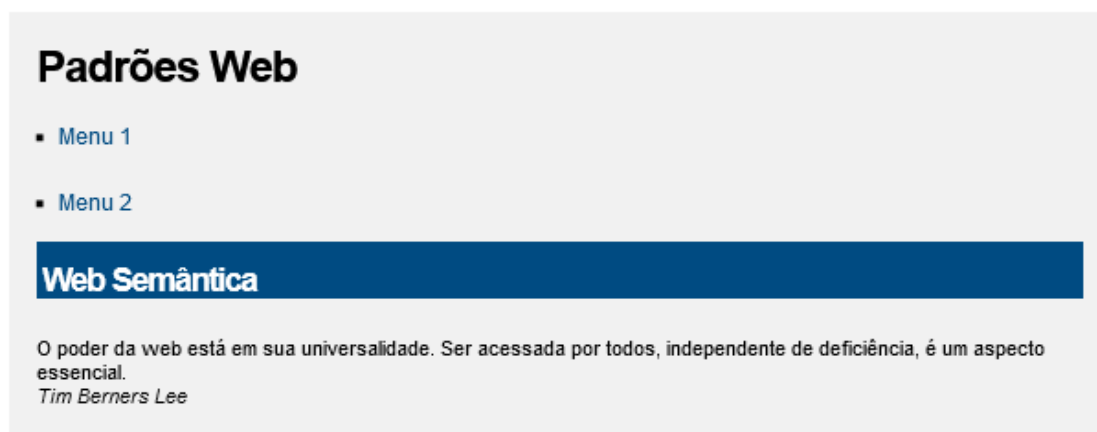 Padrões Web
Menu 1
Menu 2
Web Semântica
O poder da web está em sua universalidade. Ser acessada por todos, independente de deficiência, é um aspecto
essencial.
Tim Berners Lee